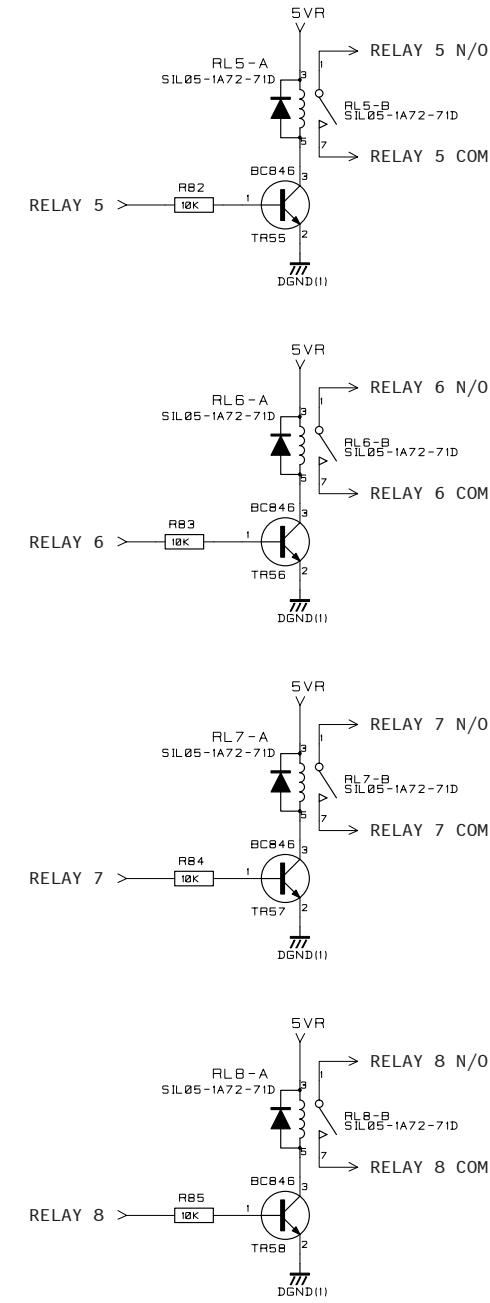 5VR
RELAY 5 N/O
1
RL5-A
SIL05-1A72-71D
3
RL5-B
SIL05-1A72-71D
5
7
RELAY 5 COM
BC846
3
R82
RELAY 5
10K
1
2
TR55
DGND(1)
5VR
RELAY 6 N/O
1
RL6-A
SIL05-1A72-71D
3
RL6-B
SIL05-1A72-71D
5
7
RELAY 6 COM
BC846
3
R83
RELAY 6
10K
1
2
TR56
DGND(1)
5VR
RELAY 7 N/O
1
RL7-A
SIL05-1A72-71D
3
RL7-B
SIL05-1A72-71D
5
7
RELAY 7 COM
BC846
3
R84
RELAY 7
10K
1
2
TR57
DGND(1)
5VR
RELAY 8 N/O
1
RL8-A
SIL05-1A72-71D
3
RL8-B
SIL05-1A72-71D
5
7
RELAY 8 COM
BC846
3
R85
RELAY 8
10K
1
2
TR58
DGND(1)